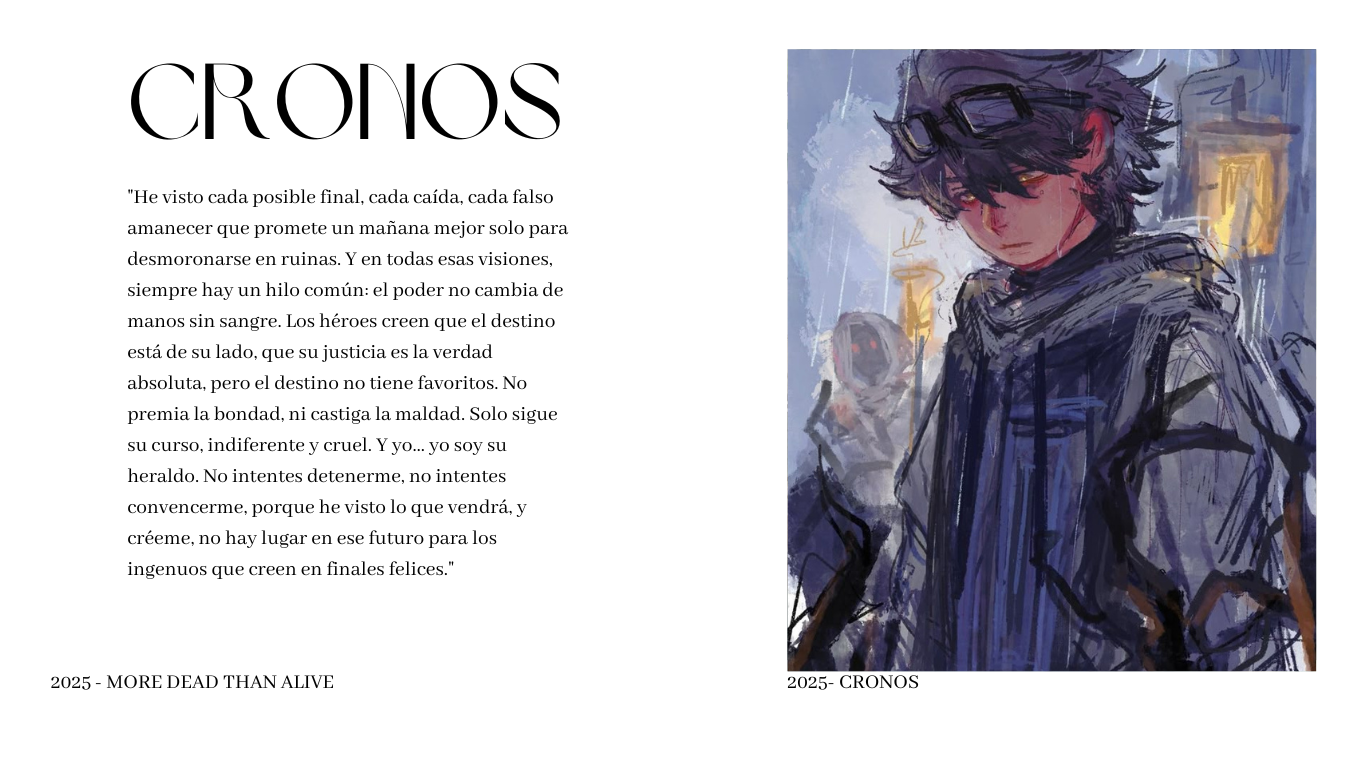 CRONOS
"He visto cada posible final, cada caída, cada falso
amanecer que promete un mañana mejor solo para
desmoronarse en ruinas. Y en todas esas visiones,
siempre hay un hilo común: el poder no cambia de
manos sin sangre. Los héroes creen que el destino
está de su lado, que su justicia es la verdad
absoluta, pero el destino no tiene favoritos. No
premia la bondad, ni castiga la maldad. Solo sigue
su curso, indiferente y cruel. Y yo... yo soy su
heraldo. No intentes detenerme, no intentes
convencerme, porque he visto lo que vendrá, y
créeme, no hay lugar en ese futuro para los
ingenuos que creen en finales felices."
2025 - MORE DEAD THAN ALIVE
2025- CRONOS